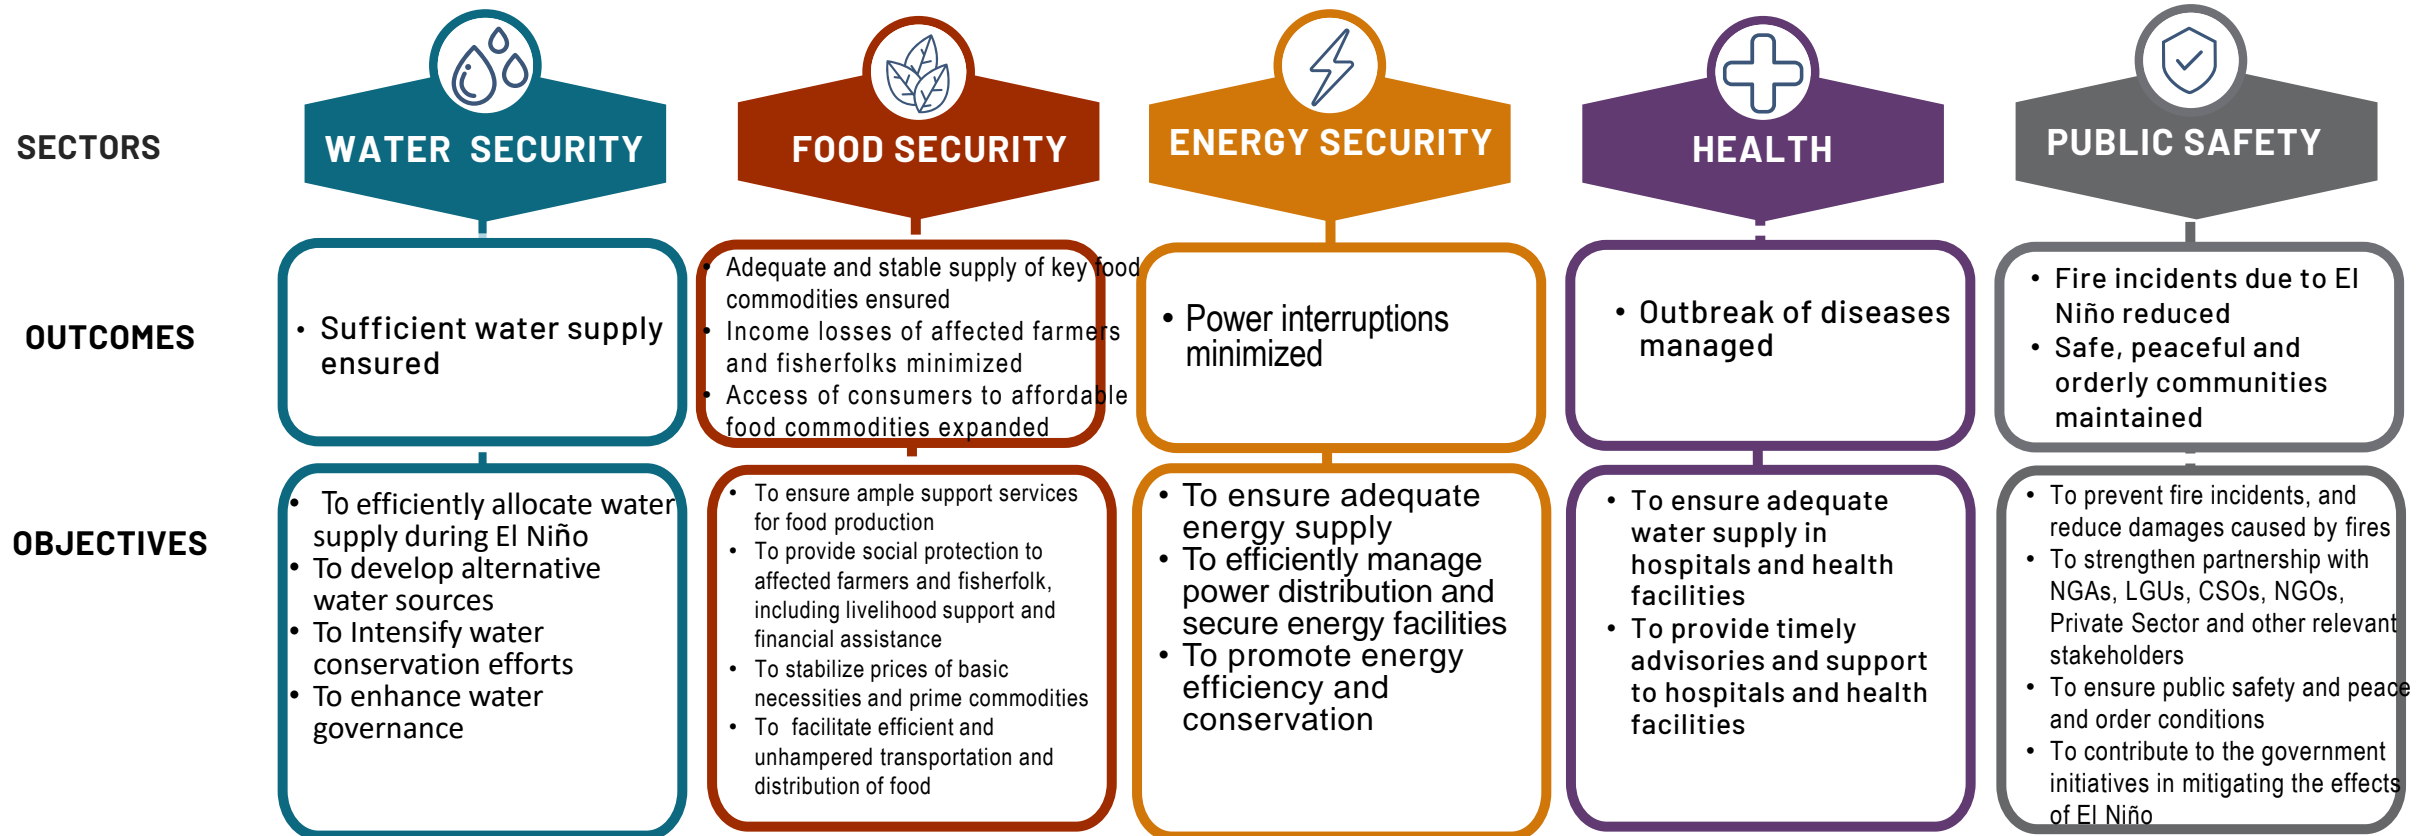 SECTORS
WATER SECURITY
FOOD SECURITY
ENERGY SECURITY
HEALTH
PUBLIC SAFETY
OUTCOMES
• Sufficient water supply
ensured
• Adequate and stable supply of key food
commodities ensured
• Income losses of affected farmers
and fisherfolks minimized
• Access of consumers to affordable
food commodities expanded
• Power interruptions
minimized
• Outbreak of diseases
managed
• Fire incidents due to El
Niño reduced
• Safe, peaceful and
orderly communities
maintained
OBJECTIVES
• To efficiently allocate water
supply during El Niño
• To develop alternative
water sources
• To Intensify water
conservation efforts
• To enhance water
governance
• To ensure ample support services
for food production
• To provide social protection to
affected farmers and fisherfolk,
including livelihood support and
financial assistance
• To stabilize prices of basic
necessities and prime commodities
• To facilitate efficient and
unhampered transportation and
distribution of food
• To ensure adequate
energy supply
• To efficiently manage
power distribution and
secure energy facilities
• To promote energy
efficiency and
conservation
• To ensure adequate
water supply in
hospitals and health
facilities
• To provide timely
advisories and support
to hospitals and health
facilities
• To prevent fire incidents, and
reduce damages caused by fires
• To strengthen partnership with
NGAs, LGUs, CSOs, NGOs,
Private Sector and other relevant
stakeholders
• To ensure public safety and peace
and order conditions
• To contribute to the government
initiatives in mitigating the effects
of El Niño